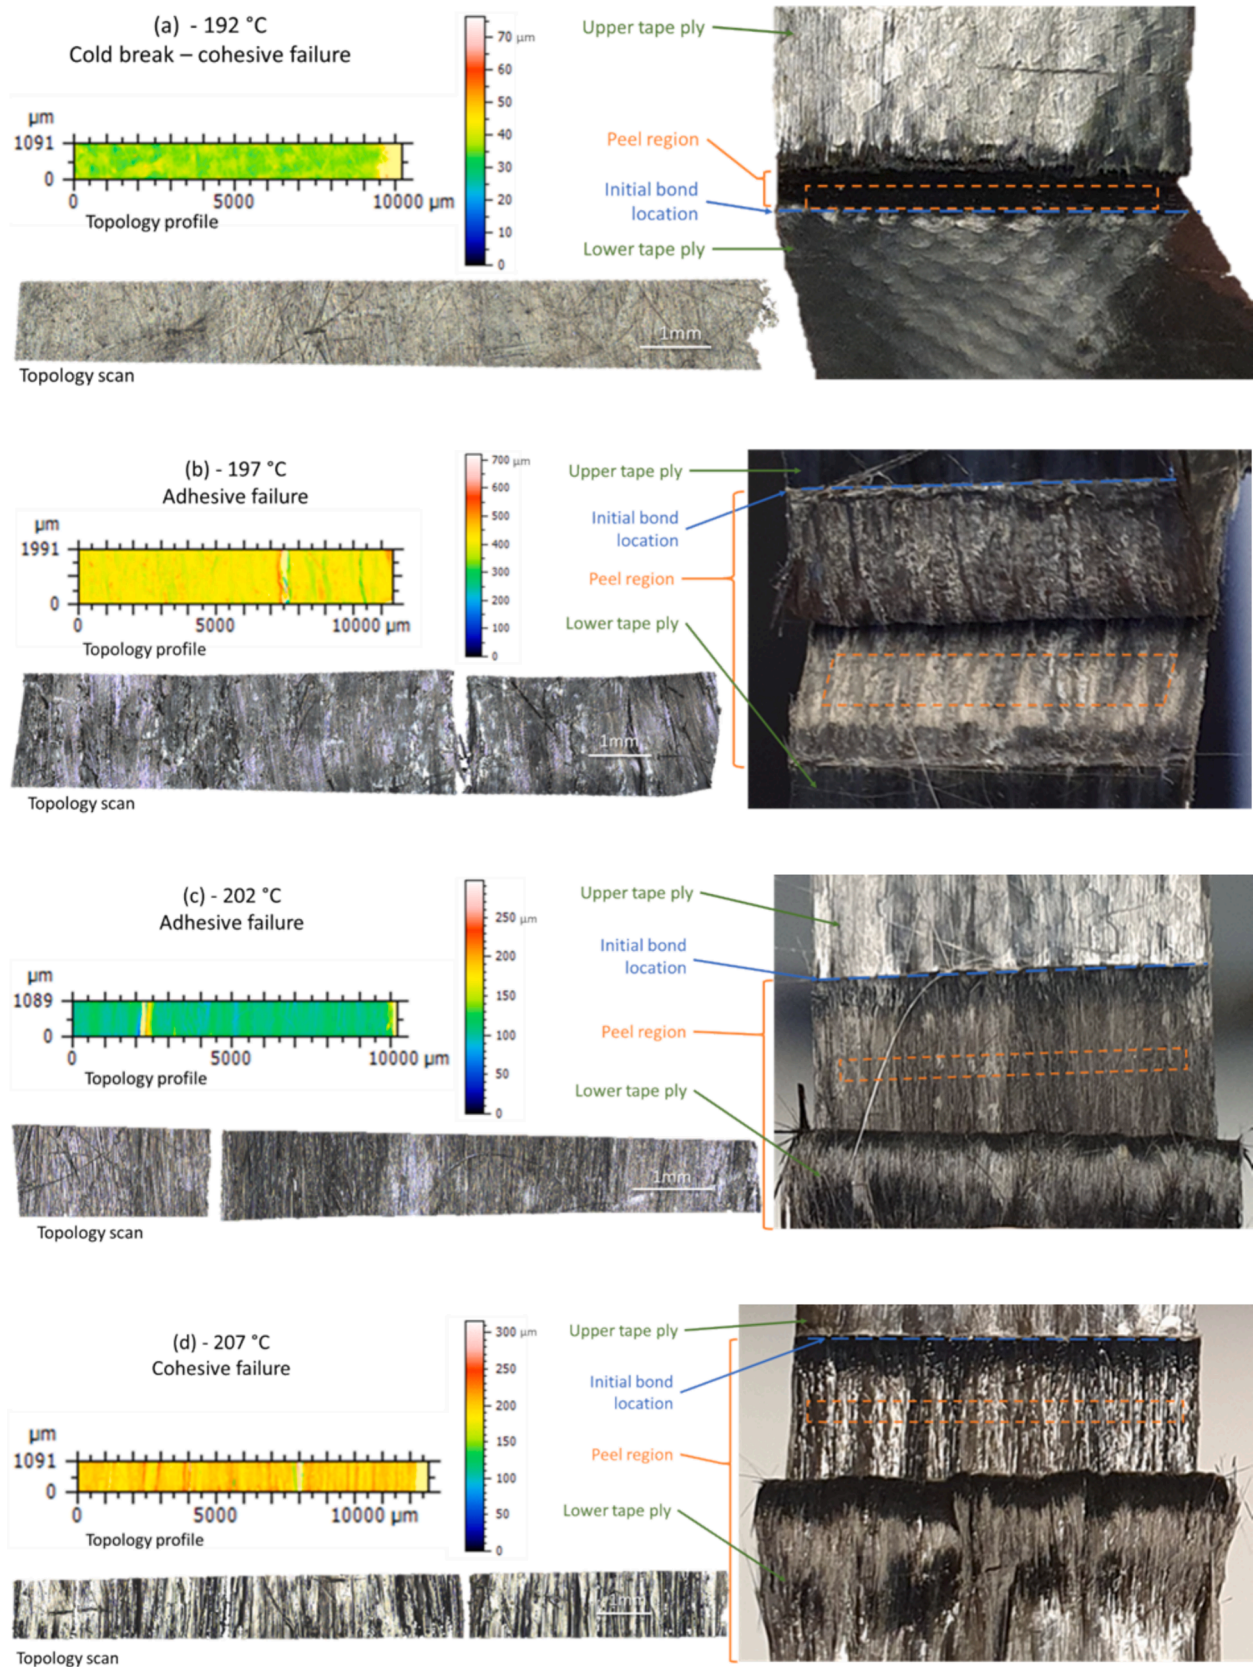 (a) - 192 °C
Cold break – cohesive failure
µm
1091
0
0 5000 10000 µm
Topology profile
70 µm
60
50
40
30
20
10
0
Upper tape ply
Peel region
Initial bond
location
Lower tape ply
1mm
Topology scan
(b) - 197 °C
Adhesive failure
µm
1991
0
0 5000 10000 µm
Topology profile
700 µm
600
500
400
300
200
100
0
Upper tape ply
Initial bond
location
Peel region
Lower tape ply
1mm
Topology scan
(c) - 202 °C
Adhesive failure
1089
0
0 5000 10000 µm
Topology profile
250 µm
200
150
100
50
0
Upper tape ply
Initial bond
location
Peel region
Lower tape ply
1mm
Topology scan
(d) - 207 °C
Cohesive failure
µm
1091
0
0 5000 10000 µm
Topology profile
300 µm
250
200
150
100
50
0
Upper tape ply
Initial bond
location
Peel region
Lower tape ply
1mm
Topology scan